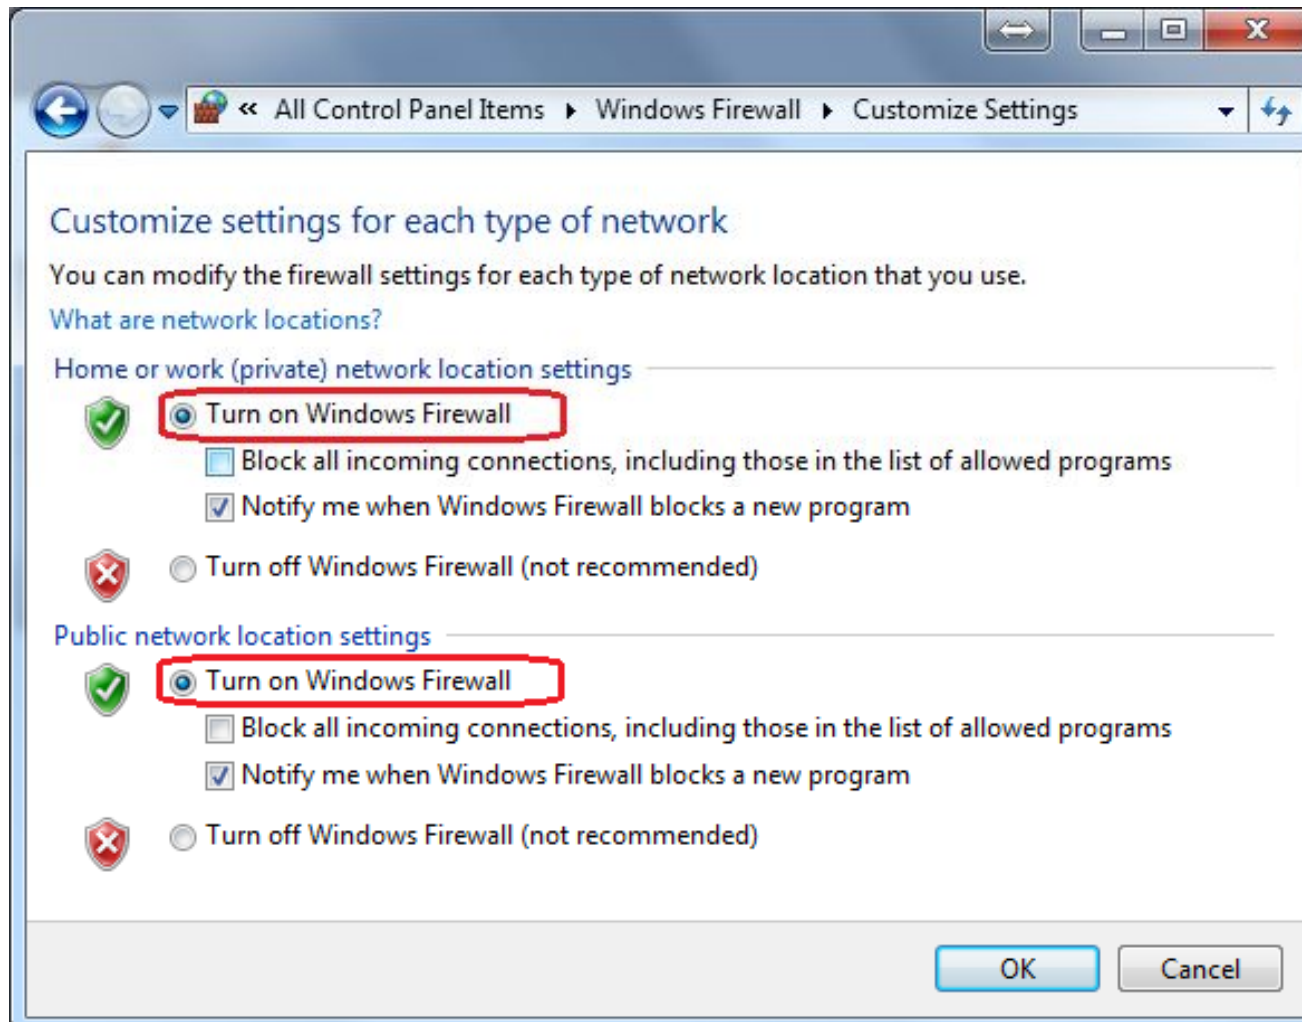 « All Control Panel Items ▸ Windows Firewall ▸ Customize Settings
Customize settings for each type of network
You can modify the firewall settings for each type of network location that you use.
What are network locations?
Home or work (private) network location settings
Turn on Windows Firewall
Block all incoming connections, including those in the list of allowed programs
Notify me when Windows Firewall blocks a new program
Turn off Windows Firewall (not recommended)
Public network location settings
Turn on Windows Firewall
Block all incoming connections, including those in the list of allowed programs
Notify me when Windows Firewall blocks a new program
Turn off Windows Firewall (not recommended)
OK Cancel